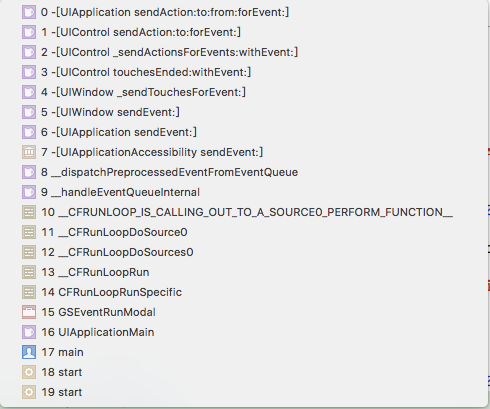 0 -[UIApplication sendAction:to:from:forEvent:]
1 -[UIControl sendAction:to:forEvent:]
2 -[UIControl _sendActionsForEvents:withEvent:]
3 -[UIControl touchesEnded:withEvent:]
4 -[UIWindow _sendTouchesForEvent:]
5 -[UIWindow sendEvent:]
6 -[UIApplication sendEvent:]
7 -[UIApplicationAccessibility sendEvent:]
8 __dispatchPreprocessedEventFromEventQueue
9 __handleEventQueueInternal
10 __CFRUNLOOP_IS_CALLING_OUT_TO_A_SOURCE0_PERFORM_FUNCTION__
11 __CFRunLoopDoSource0
12 __CFRunLoopDoSources0
13 __CFRunLoopRun
14 CFRunLoopRunSpecific
15 GSEventRunModal
16 UIApplicationMain
17 main
18 start
19 start